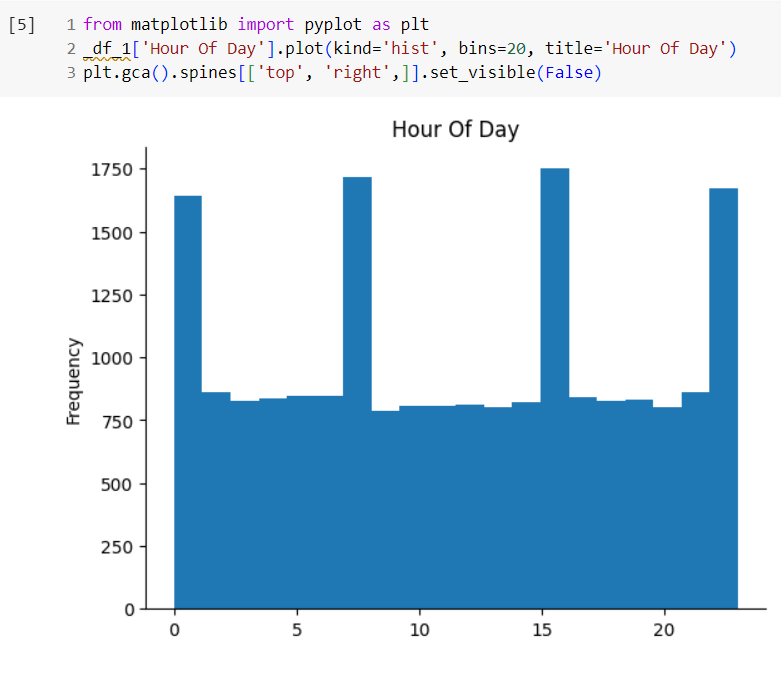 [5] 1 from matplotlib import pyplot as plt
2 _df_1['Hour Of Day'].plot(kind='hist', bins=20, title='Hour Of Day')
3 plt.gca().spines[['top', 'right',]].set_visible(False)
Hour Of Day
1750
1500
1250
1000
750
500
250
0
Frequency
0 5 10 15 20